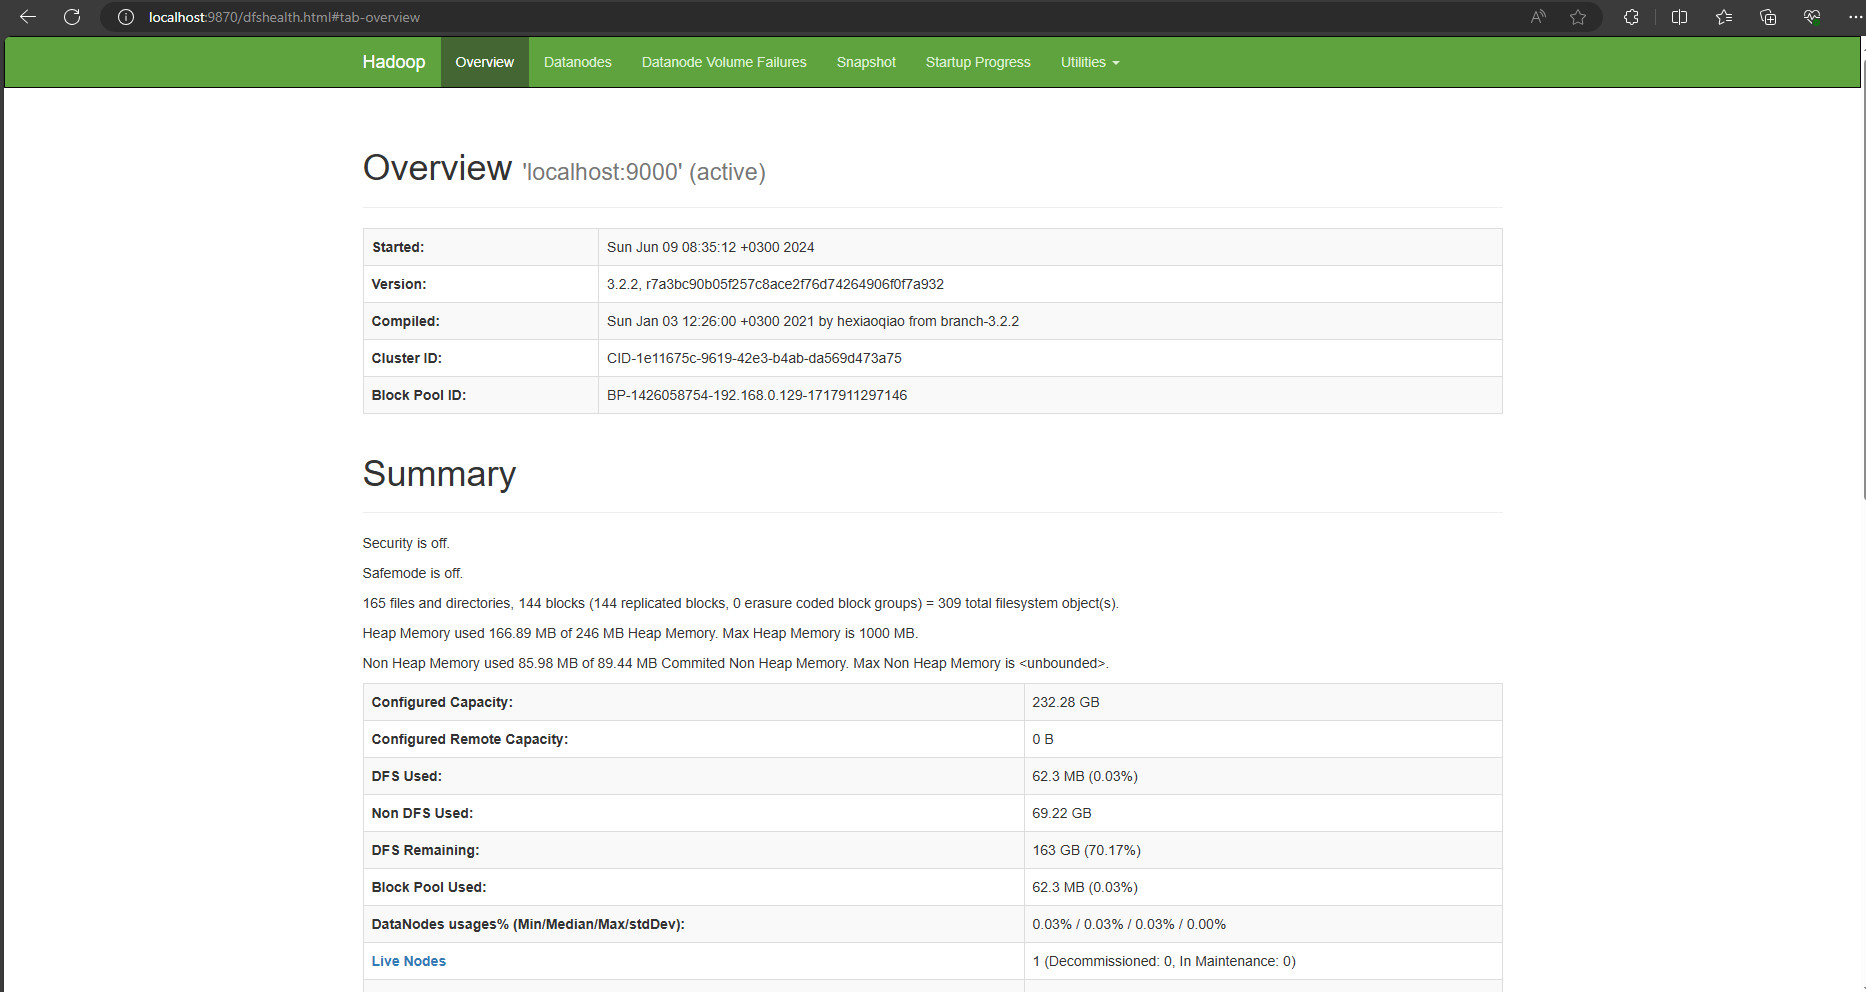 localhost:9870/dfshealth.html#tab-overview
Hadoop Overview Datanodes Datanode Volume Failures Snapshot Startup Progress Utilities
Overview 'localhost:9000' (active)
Started: Sun Jun 09 08:35:12 +0300 2024
Version: 3.2.2, r7a3bc90b05f257c8ace2f76d74264906f0f7a932
Compiled: Sun Jan 03 12:26:00 +0300 2021 by hexiaoqiao from branch-3.2.2
Cluster ID: CID-1e11675c-9619-42e3-b4ab-da569d473a75
Block Pool ID: BP-1426058754-192.168.0.129-1717911297146
Summary
Security is off.
Safemode is off.
165 files and directories, 144 blocks (144 replicated blocks, 0 erasure coded block groups) = 309 total filesystem object(s).
Heap Memory used 166.89 MB of 246 MB Heap Memory. Max Heap Memory is 1000 MB.
Non Heap Memory used 85.98 MB of 89.44 MB Commited Non Heap Memory. Max Non Heap Memory is <unbounded>.
Configured Capacity: 232.28 GB
Configured Remote Capacity: 0 B
DFS Used: 62.3 MB (0.03%)
Non DFS Used: 69.22 GB
DFS Remaining: 163 GB (70.17%)
Block Pool Used: 62.3 MB (0.03%)
DataNodes usages% (Min/Median/Max/stdDev): 0.03% / 0.03% / 0.03% / 0.00%
Live Nodes 1 (Decommissioned: 0, In Maintenance: 0)